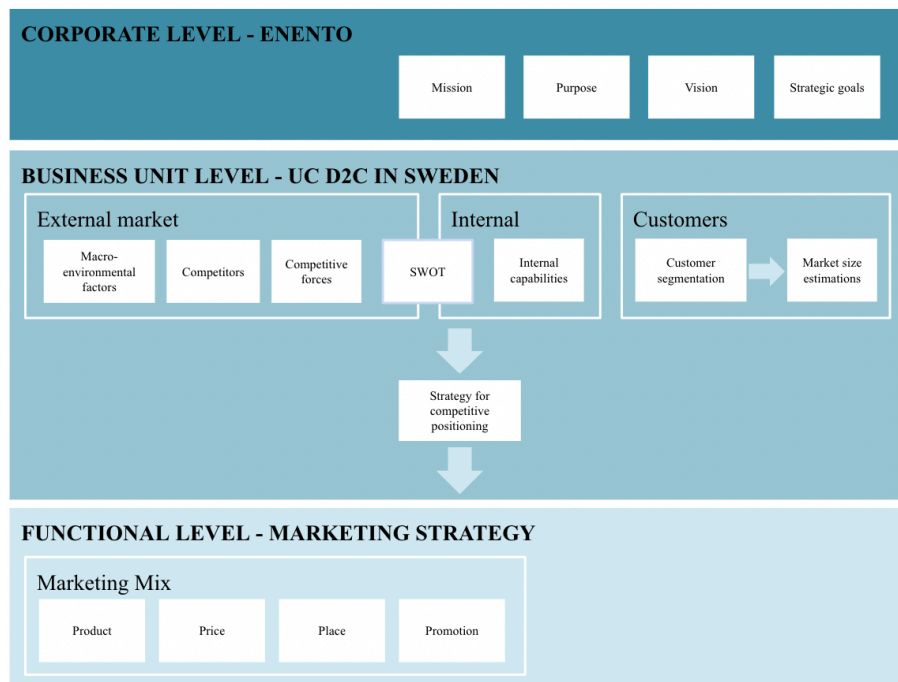 CORPORATE LEVEL - ENENTO
Mission
Purpose
Vision
Strategic goals
BUSINESS UNIT LEVEL - UC D2C IN SWEDEN
External market
Macro-
environmental
factors
Competitors
Competitive
forces
SWOT
Internal
Internal
capabilities
Customers
Customer
segmentation
Market size
estimations
Strategy for
competitive
positioning
FUNCTIONAL LEVEL - MARKETING STRATEGY
Marketing Mix
Product
Price
Place
Promotion